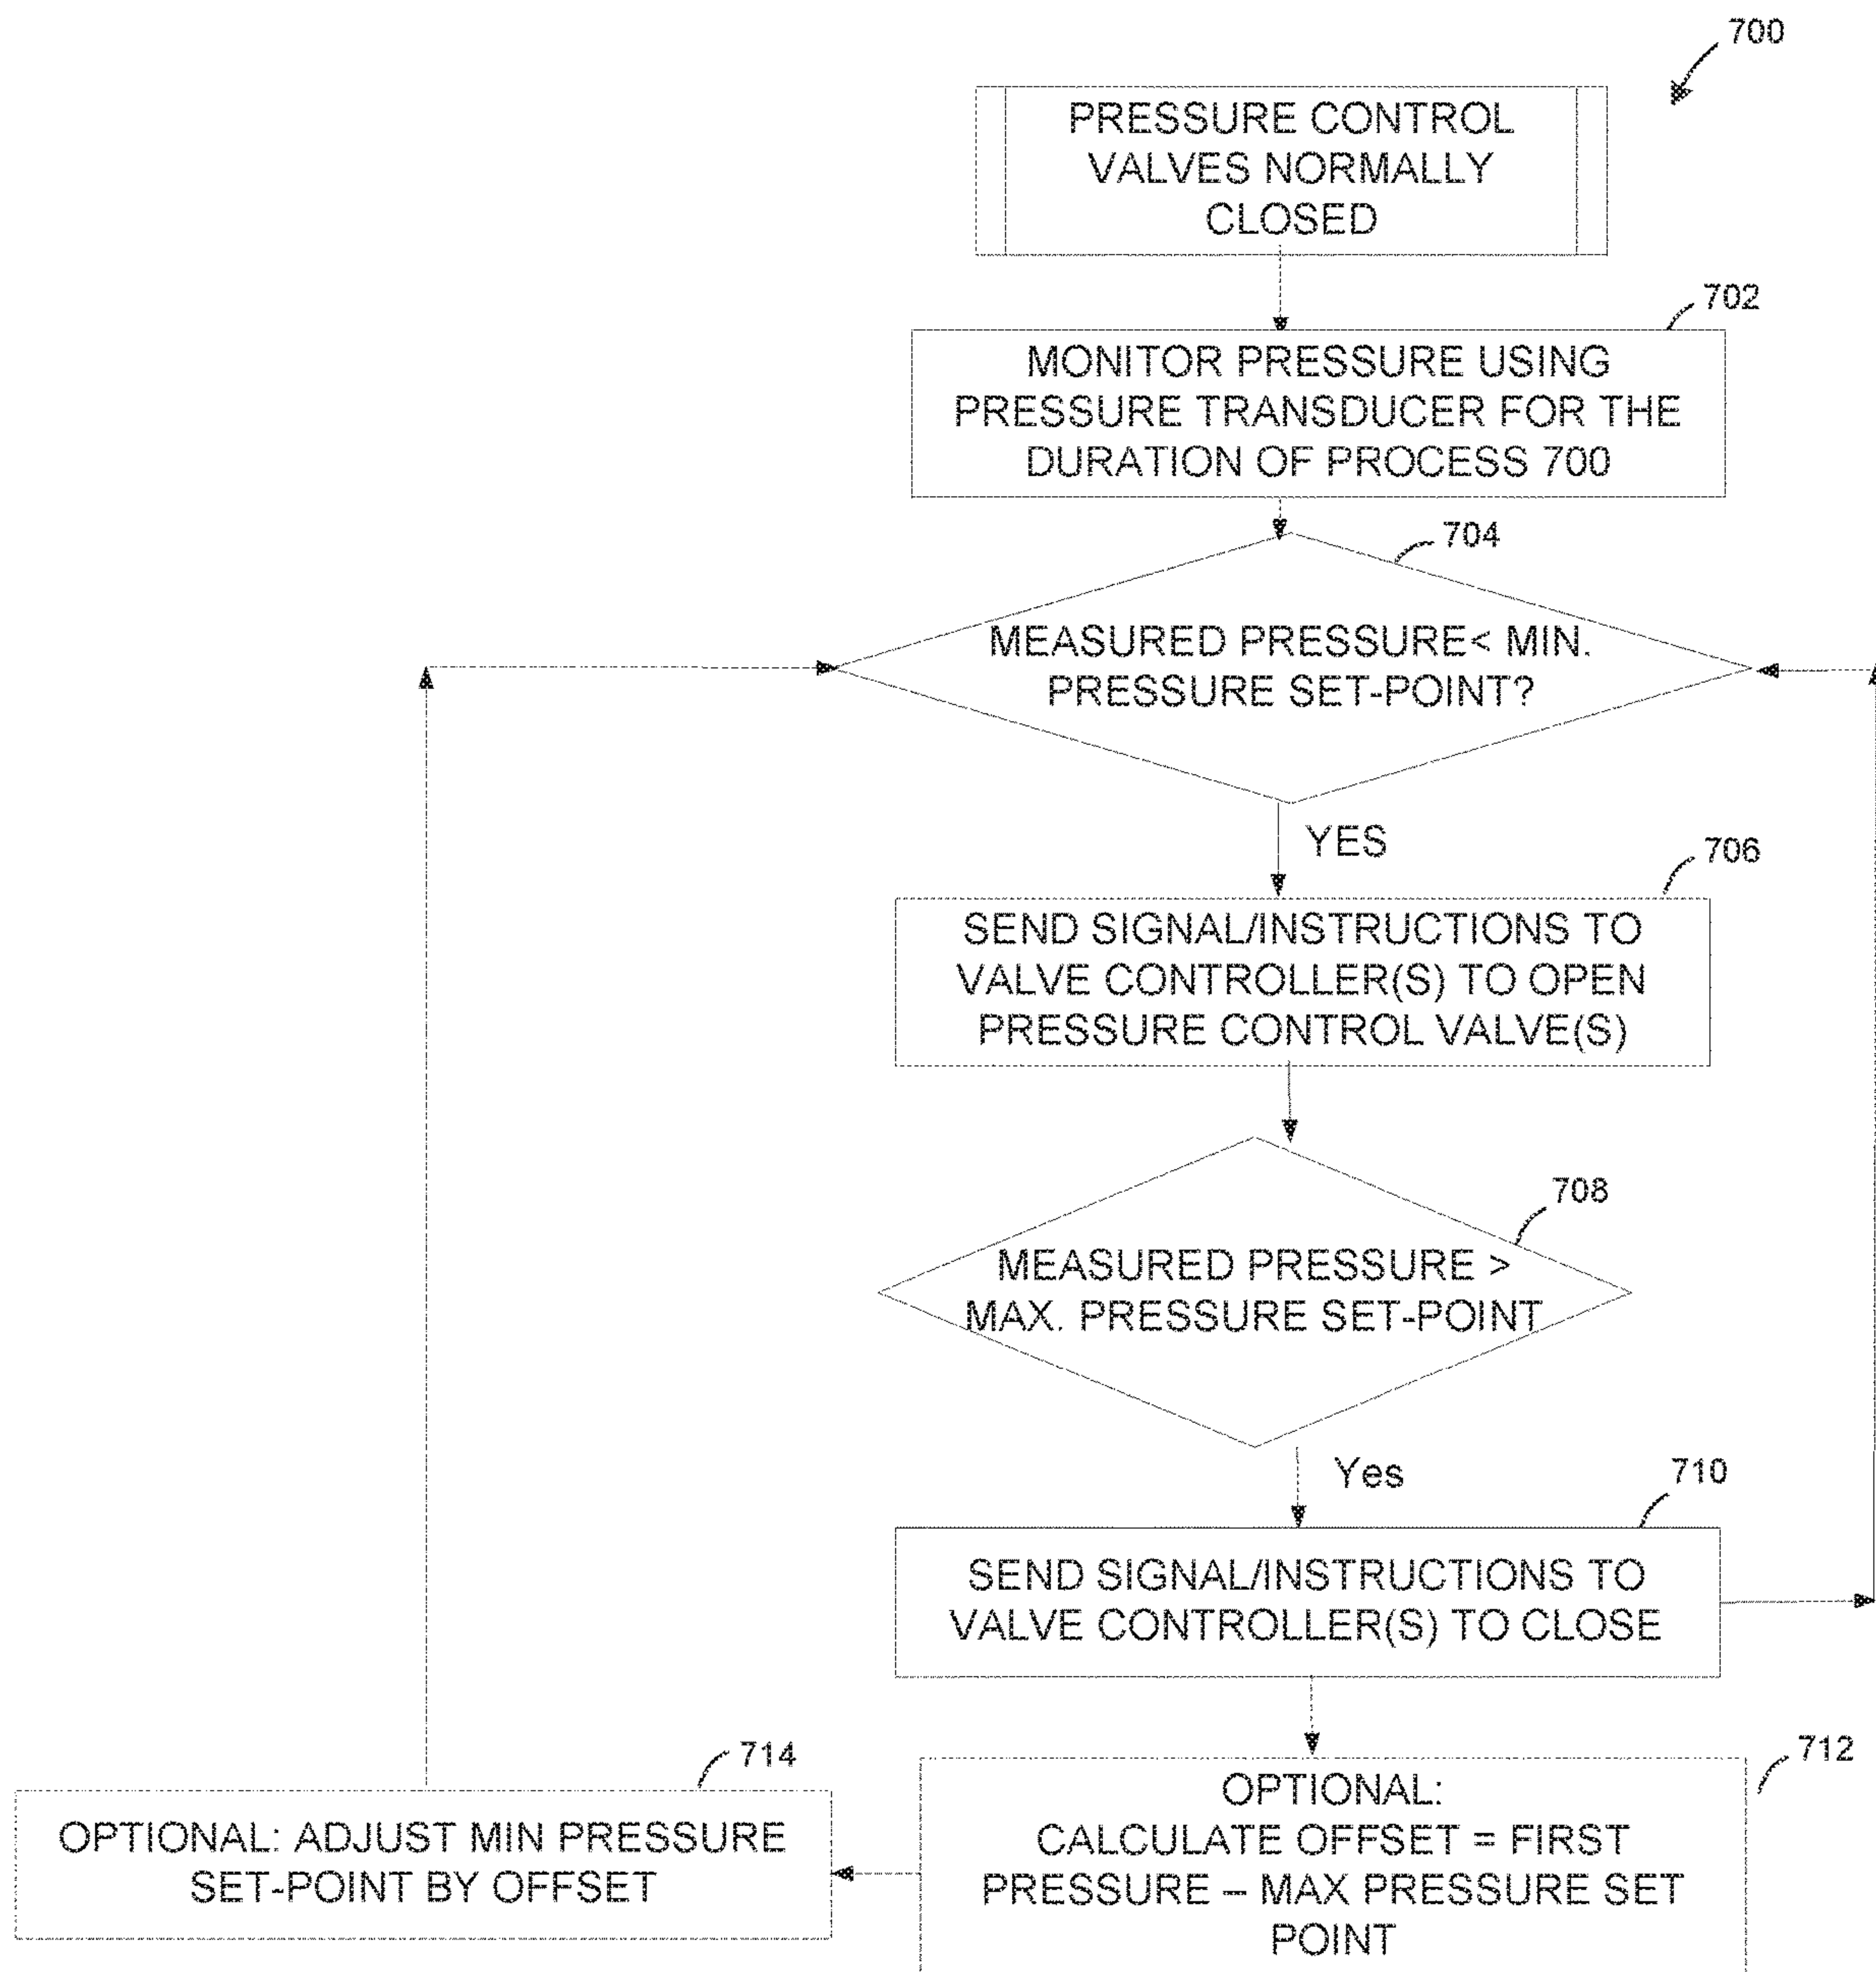 700
PRESSURE CONTROL
VALVES NORMALLY
CLOSED
702
MONITOR PRESSURE USING
PRESSURE TRANSDUCER FOR THE
DURATION OF PROCESS 700
704
MEASURED PRESSURE< MIN.
PRESSURE SET-POINT?
YES
706
SEND SIGNAL/INSTRUCTIONS TO
VALVE CONTROLLER(S) TO OPEN
PRESSURE CONTROL VALVE(S)
708
MEASURED PRESSURE >
MAX. PRESSURE SET-POINT
Yes
710
SEND SIGNAL/INSTRUCTIONS TO
VALVE CONTROLLER(S) TO CLOSE
712
OPTIONAL:
CALCULATE OFFSET = FIRST
PRESSURE – MAX PRESSURE SET
POINT
714
OPTIONAL: ADJUST MIN PRESSURE
SET-POINT BY OFFSET